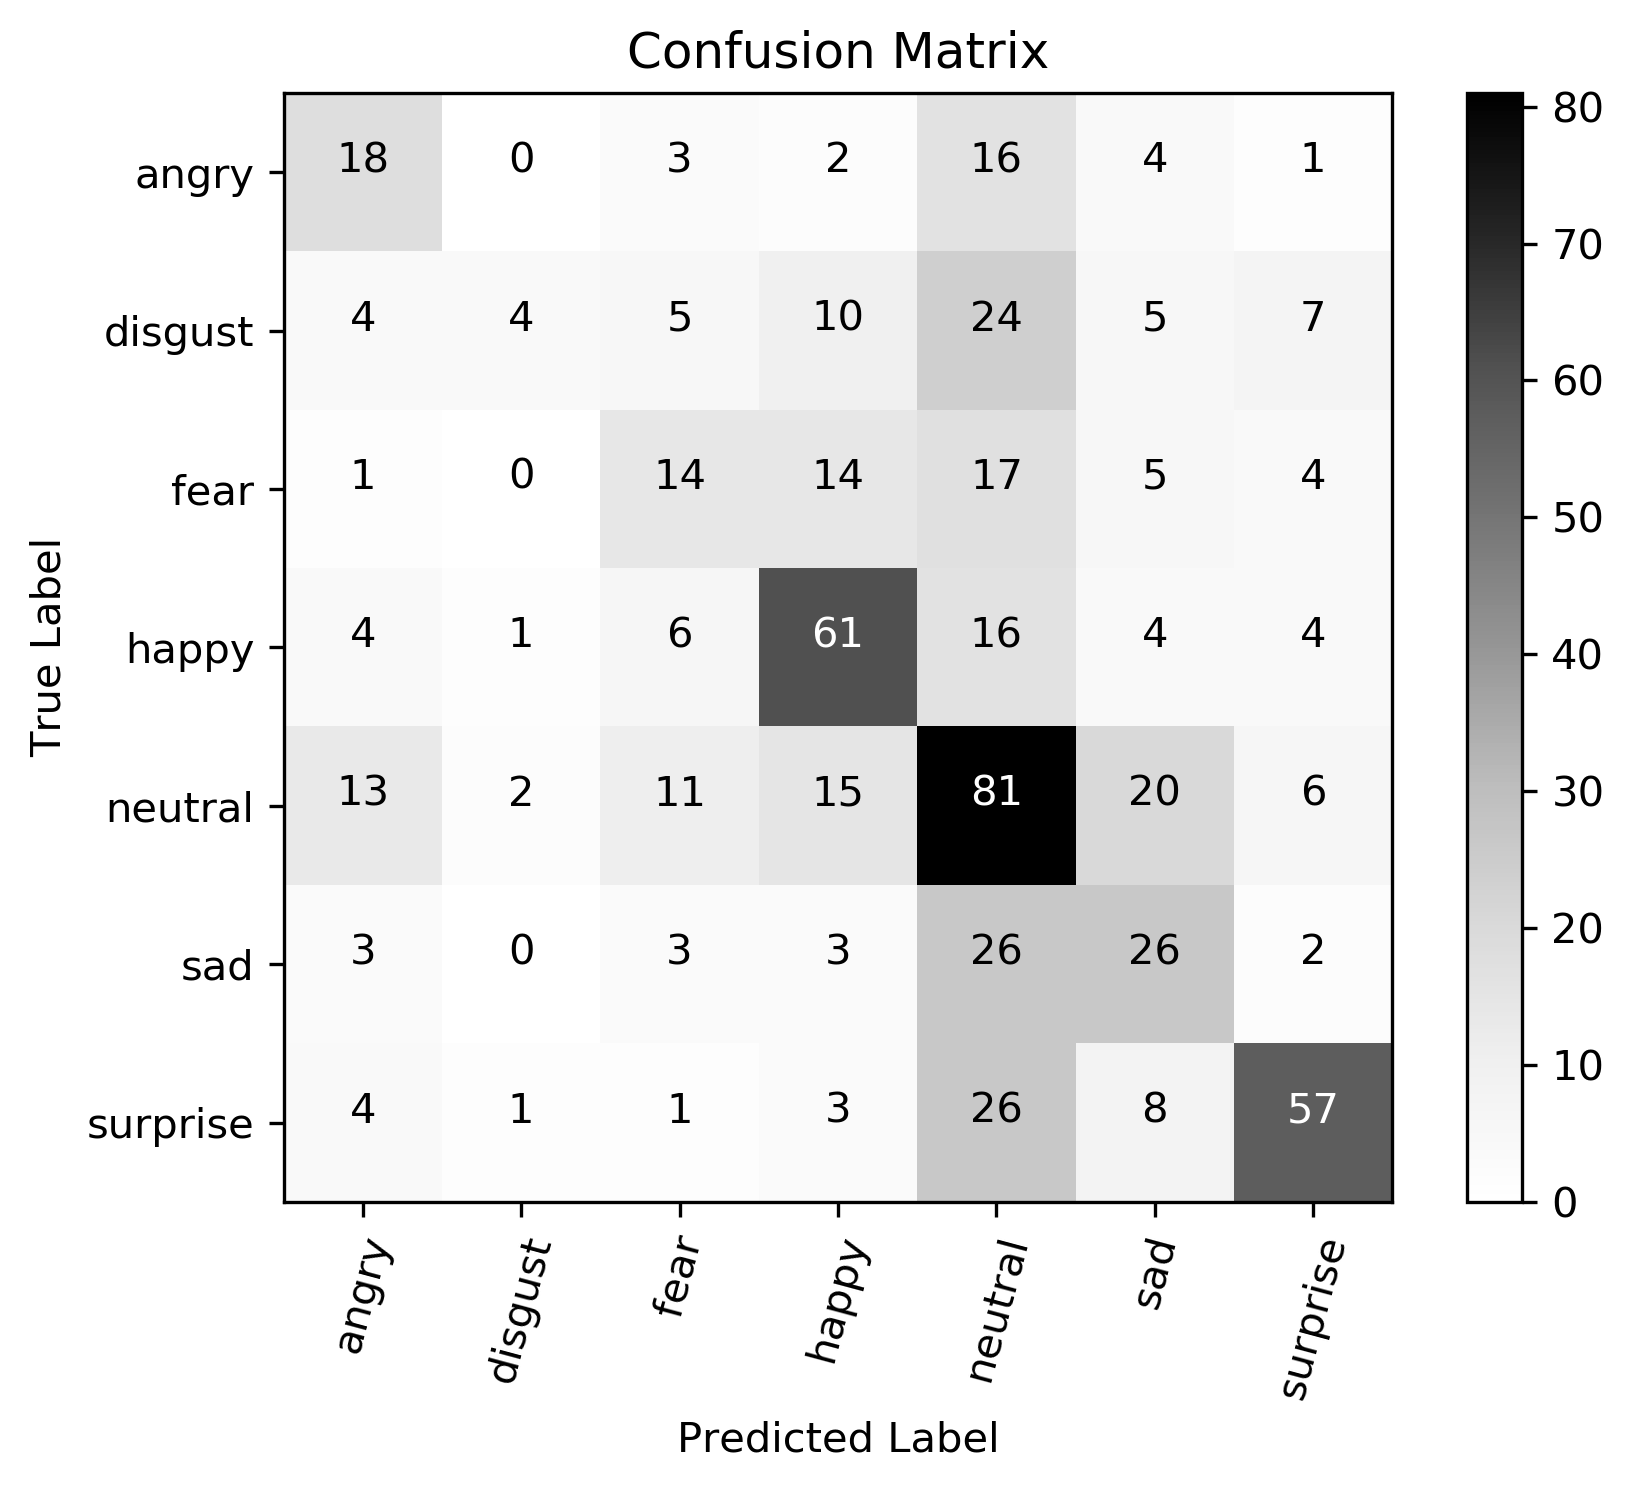 Confusion Matrix
angry 18 0 3 2 16 4 1
disgust 4 4 5 10 24 5 7
fear 1 0 14 14 17 5 4
happy 4 1 6 61 16 4 4
neutral 13 2 11 15 81 20 6
sad 3 0 3 3 26 26 2
surprise 4 1 1 3 26 8 57
True Label
angry disgust fear happy neutral sad surprise
Predicted Label
80
70
60
50
40
30
20
10
0